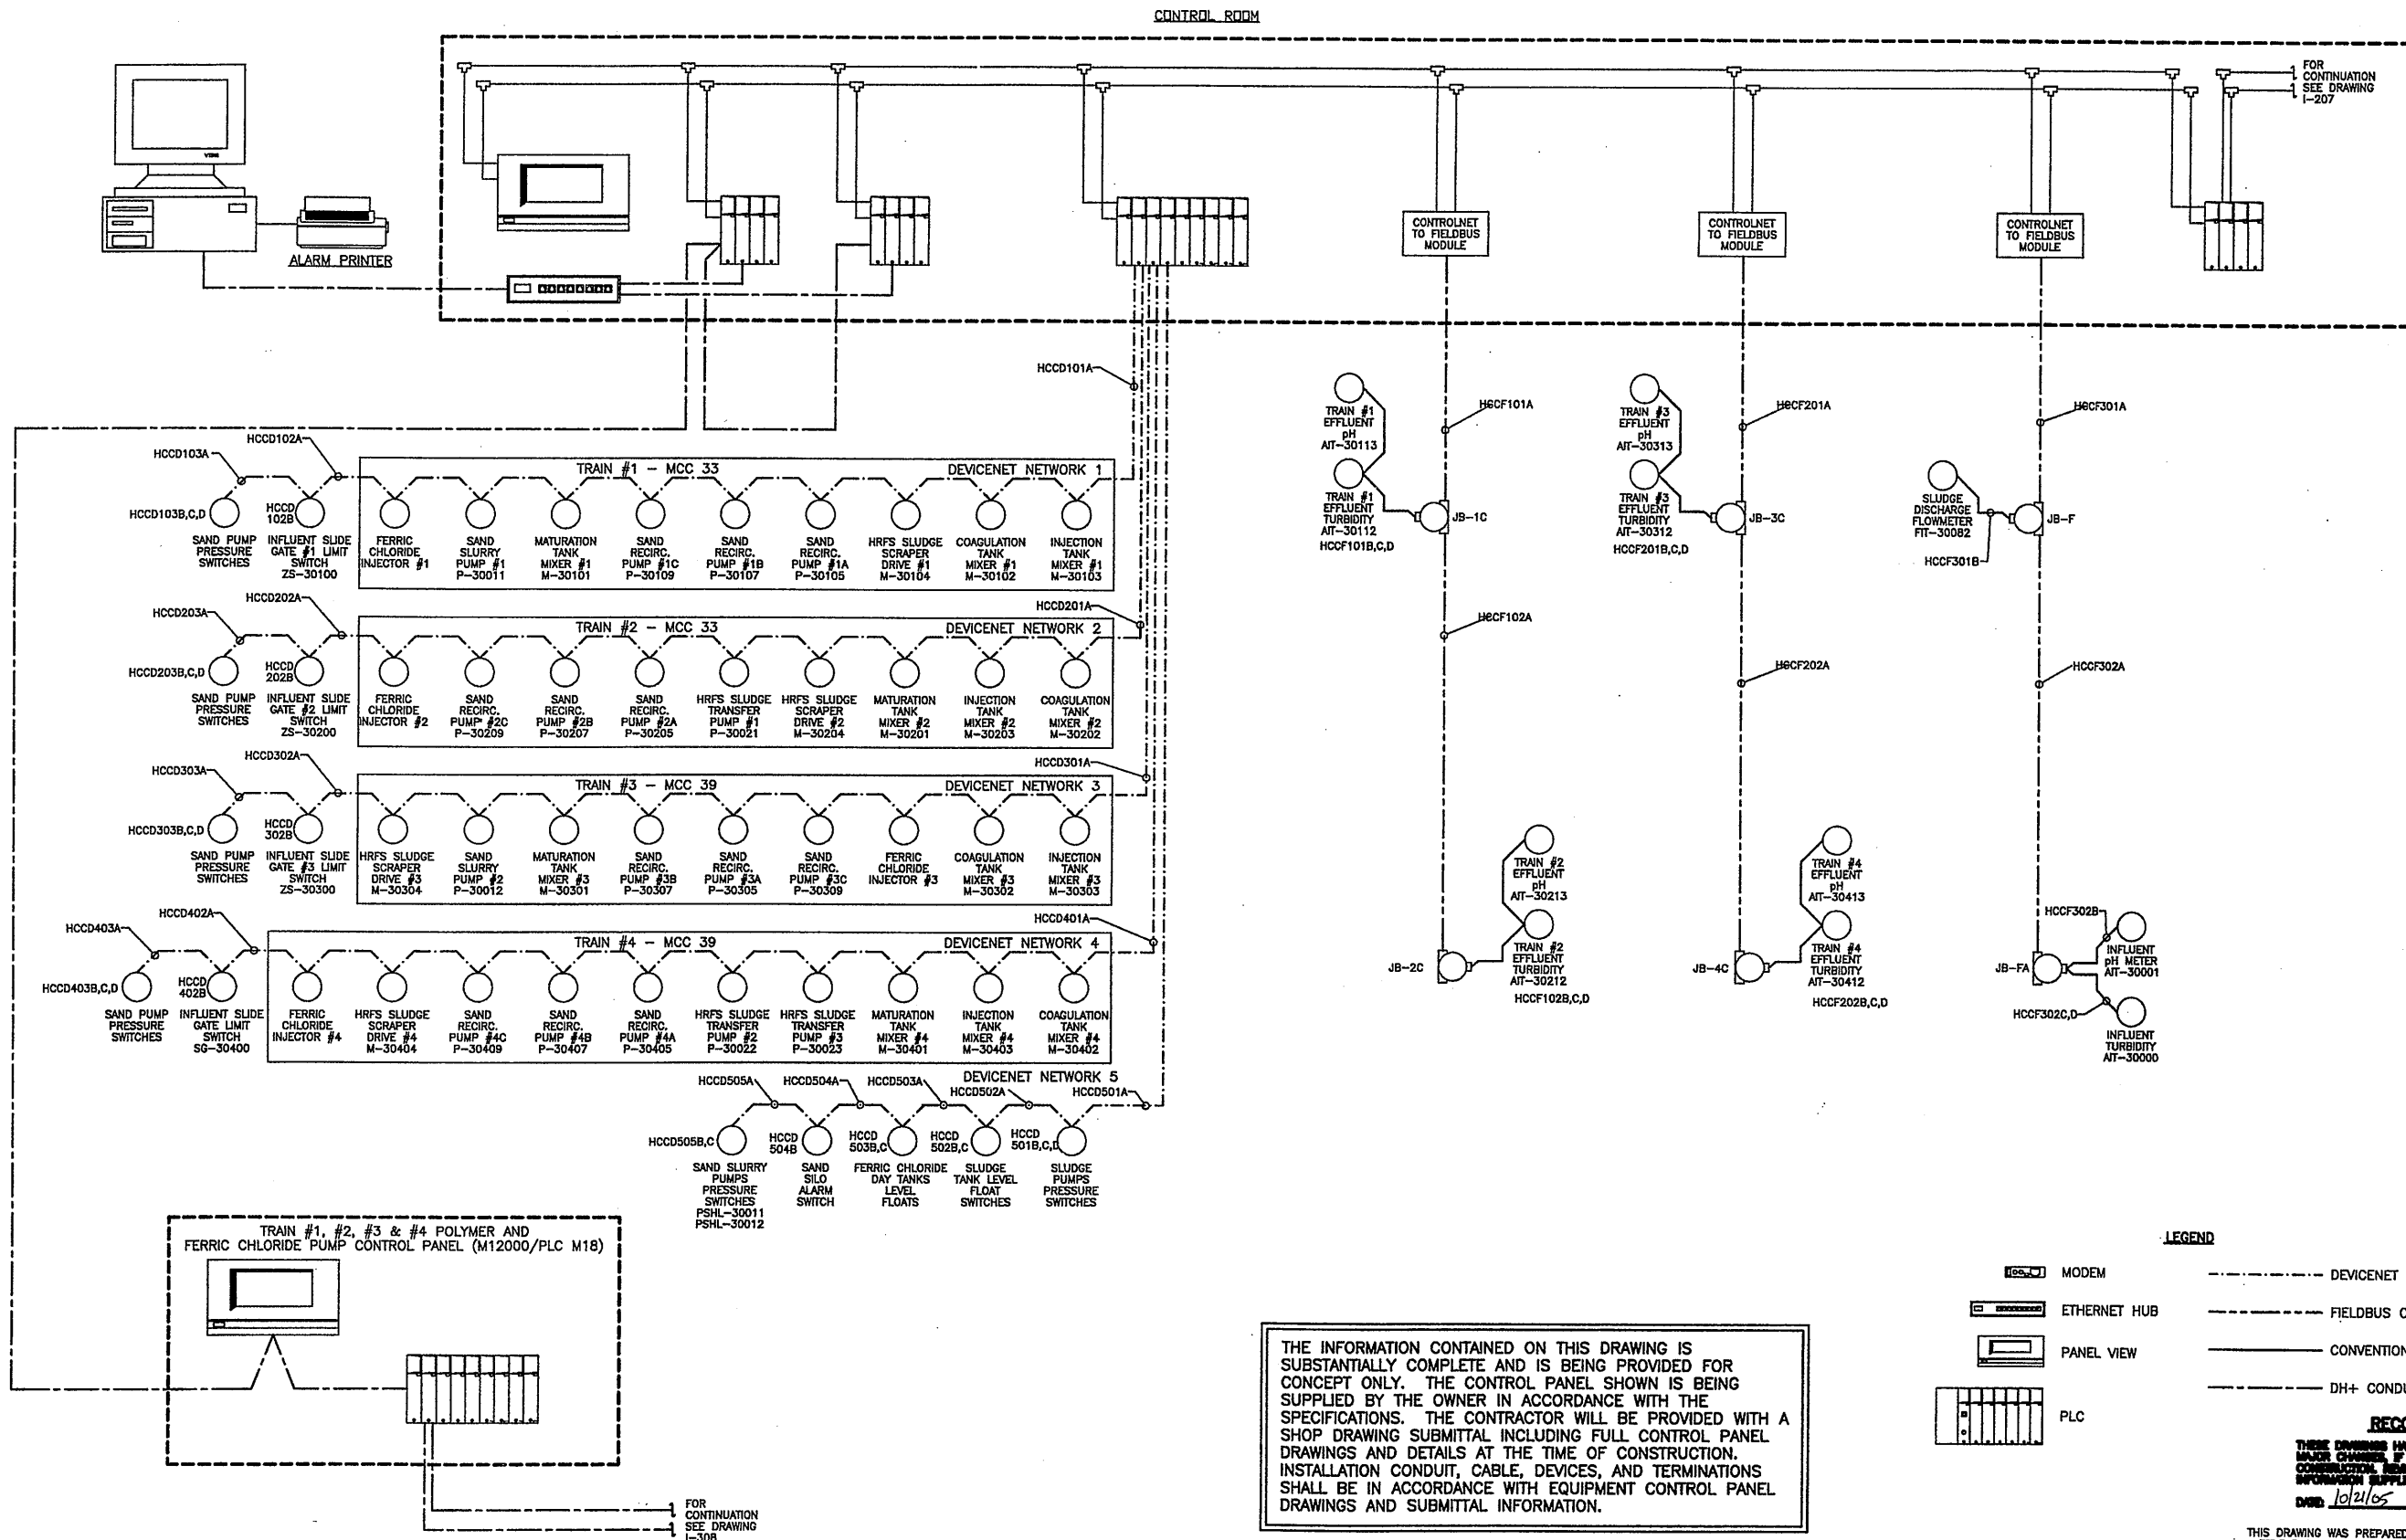 CONTROL ROOM
FOR
CONTINUATION
SEE DRAWING
I-207
ALARM PRINTER
CONTROLNET
TO FIELDBUS
MODULE
CONTROLNET
TO FIELDBUS
MODULE
CONTROLNET
TO FIELDBUS
MODULE
HCCD101A
TRAIN #1
EFFLUENT
pH
AIT-30113
HCCF101A
TRAIN #1
EFFLUENT
TURBIDITY
AIT-30112
HCCF101B,C,D
JB-1C
HCCF102A
TRAIN #3
EFFLUENT
pH
AIT-30313
HCCF201A
TRAIN #3
EFFLUENT
TURBIDITY
AIT-30312
HCCF201B,C,D
JB-3C
HCCF202A
HCCF301A
SLUDGE
DISCHARGE
FLOWMETER
FIT-30082
HCCF301B
JB-F
HCCF302A
HCCD103A
HCCD102A
TRAIN #1 - MCC 33
DEVICENET NETWORK 1
HCCD103B,C,D
HCCD
102B
SAND PUMP
PRESSURE
SWITCHES
INFLUENT SLIDE
GATE #1 LIMIT
SWITCH
ZS-30100
FERRIC
CHLORIDE
INJECTOR #1
SAND
SLURRY
PUMP #1
P-30011
MATURATION
TANK
MIXER #1
M-30101
SAND
RECIRC.
PUMP #1C
P-30109
SAND
RECIRC.
PUMP #1B
P-30107
SAND
RECIRC.
PUMP #1A
P-30105
HRFS SLUDGE
SCRAPER
DRIVE #1
M-30104
COAGULATION
TANK
MIXER #1
M-30102
INJECTION
TANK
MIXER #1
M-30103
HCCD203A
HCCD202A
HCCD201A
TRAIN #2 - MCC 33
DEVICENET NETWORK 2
HCCD203B,C,D
HCCD
202B
SAND PUMP
PRESSURE
SWITCHES
INFLUENT SLIDE
GATE #2 LIMIT
SWITCH
ZS-30200
FERRIC
CHLORIDE
INJECTOR #2
SAND
RECIRC.
PUMP #2C
P-30209
SAND
RECIRC.
PUMP #2B
P-30207
SAND
RECIRC.
PUMP #2A
P-30205
HRFS SLUDGE
TRANSFER
PUMP #1
P-30021
HRFS SLUDGE
SCRAPER
DRIVE #2
M-30204
MATURATION
TANK
MIXER #2
M-30201
INJECTION
TANK
MIXER #2
M-30203
COAGULATION
TANK
MIXER #2
M-30202
HCCD303A
HCCD302A
HCCD301A
TRAIN #3 - MCC 39
DEVICENET NETWORK 3
HCCD303B,C,D
HCCD
302B
SAND PUMP
PRESSURE
SWITCHES
INFLUENT SLIDE
GATE #3 LIMIT
SWITCH
ZS-30300
HRFS SLUDGE
SCRAPER
DRIVE #3
M-30304
SAND
SLURRY
PUMP #2
P-30012
MATURATION
TANK
MIXER #3
M-30301
SAND
RECIRC.
PUMP #3B
P-30307
SAND
RECIRC.
PUMP #3A
P-30305
SAND
RECIRC.
PUMP #3C
P-30309
FERRIC
CHLORIDE
INJECTOR #3
COAGULATION
TANK
MIXER #3
M-30302
INJECTION
TANK
MIXER #3
M-30303
HCCD403A
HCCD402A
HCCD401A
TRAIN #4 - MCC 39
DEVICENET NETWORK 4
HCCD403B,C,D
HCCD
402B
SAND PUMP
PRESSURE
SWITCHES
INFLUENT SLIDE
GATE LIMIT
SWITCH
SG-30400
FERRIC
CHLORIDE
INJECTOR #4
HRFS SLUDGE
SCRAPER
DRIVE #4
M-30404
SAND
RECIRC.
PUMP #4C
P-30409
SAND
RECIRC.
PUMP #4B
P-30407
SAND
RECIRC.
PUMP #4A
P-30405
HRFS SLUDGE
TRANSFER
PUMP #2
P-30022
HRFS SLUDGE
TRANSFER
PUMP #3
P-30023
MATURATION
TANK
MIXER #4
M-30401
INJECTION
TANK
MIXER #4
M-30403
COAGULATION
TANK
MIXER #4
M-30402
TRAIN #2
EFFLUENT
pH
AIT-30213
JB-2C
TRAIN #2
EFFLUENT
TURBIDITY
AIT-30212
HCCF102B,C,D
TRAIN #4
EFFLUENT
pH
AIT-30413
JB-4C
TRAIN #4
EFFLUENT
TURBIDITY
AIT-30412
HCCF202B,C,D
HCCF302B
INFLUENT
pH METER
AIT-30001
JB-FA
HCCF302C,D
INFLUENT
TURBIDITY
AIT-30000
DEVICENET NETWORK 5
HCCD505A
HCCD504A
HCCD503A
HCCD502A
HCCD501A
HCCD505B,C
HCCD
504B
HCCD
503B,C
HCCD
502B,C
HCCD
501B,C,D
SAND SLURRY
PUMPS
PRESSURE
SWITCHES
PSHL-30011
PSHL-30012
SAND
SILO
ALARM
SWITCH
FERRIC CHLORIDE
DAY TANKS
LEVEL
FLOATS
SLUDGE
TANK LEVEL
FLOAT
SWITCHES
SLUDGE
PUMPS
PRESSURE
SWITCHES
TRAIN #1, #2, #3 & #4 POLYMER AND
FERRIC CHLORIDE PUMP CONTROL PANEL (M12000/PLC M18)
FOR
CONTINUATION
SEE DRAWING
I-308
THE INFORMATION CONTAINED ON THIS DRAWING IS
SUBSTANTIALLY COMPLETE AND IS BEING PROVIDED FOR
CONCEPT ONLY. THE CONTROL PANEL SHOWN IS BEING
SUPPLIED BY THE OWNER IN ACCORDANCE WITH THE
SPECIFICATIONS. THE CONTRACTOR WILL BE PROVIDED WITH A
SHOP DRAWING SUBMITTAL INCLUDING FULL CONTROL PANEL
DRAWINGS AND DETAILS AT THE TIME OF CONSTRUCTION.
INSTALLATION CONDUIT, CABLE, DEVICES, AND TERMINATIONS
SHALL BE IN ACCORDANCE WITH EQUIPMENT CONTROL PANEL
DRAWINGS AND SUBMITTAL INFORMATION.
LEGEND
MODEM
DEVICENET
ETHERNET HUB
FIELDBUS C
PANEL VIEW
CONVENTION
DH+ CONDU
PLC
RECO
THESE DRAWINGS HA
MAJOR CHANGES, IF
CONSTRUCTION.
INFORMATION SUPPLI
DATE: 10/21/05
THIS DRAWING WAS PREPARED